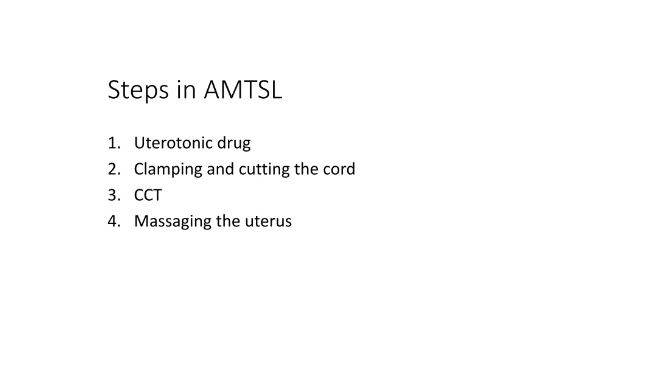 Steps in AMTSL
1. Uterotonic drug
2. Clamping and cutting the cord
3. CCT
4. Massaging the uterus